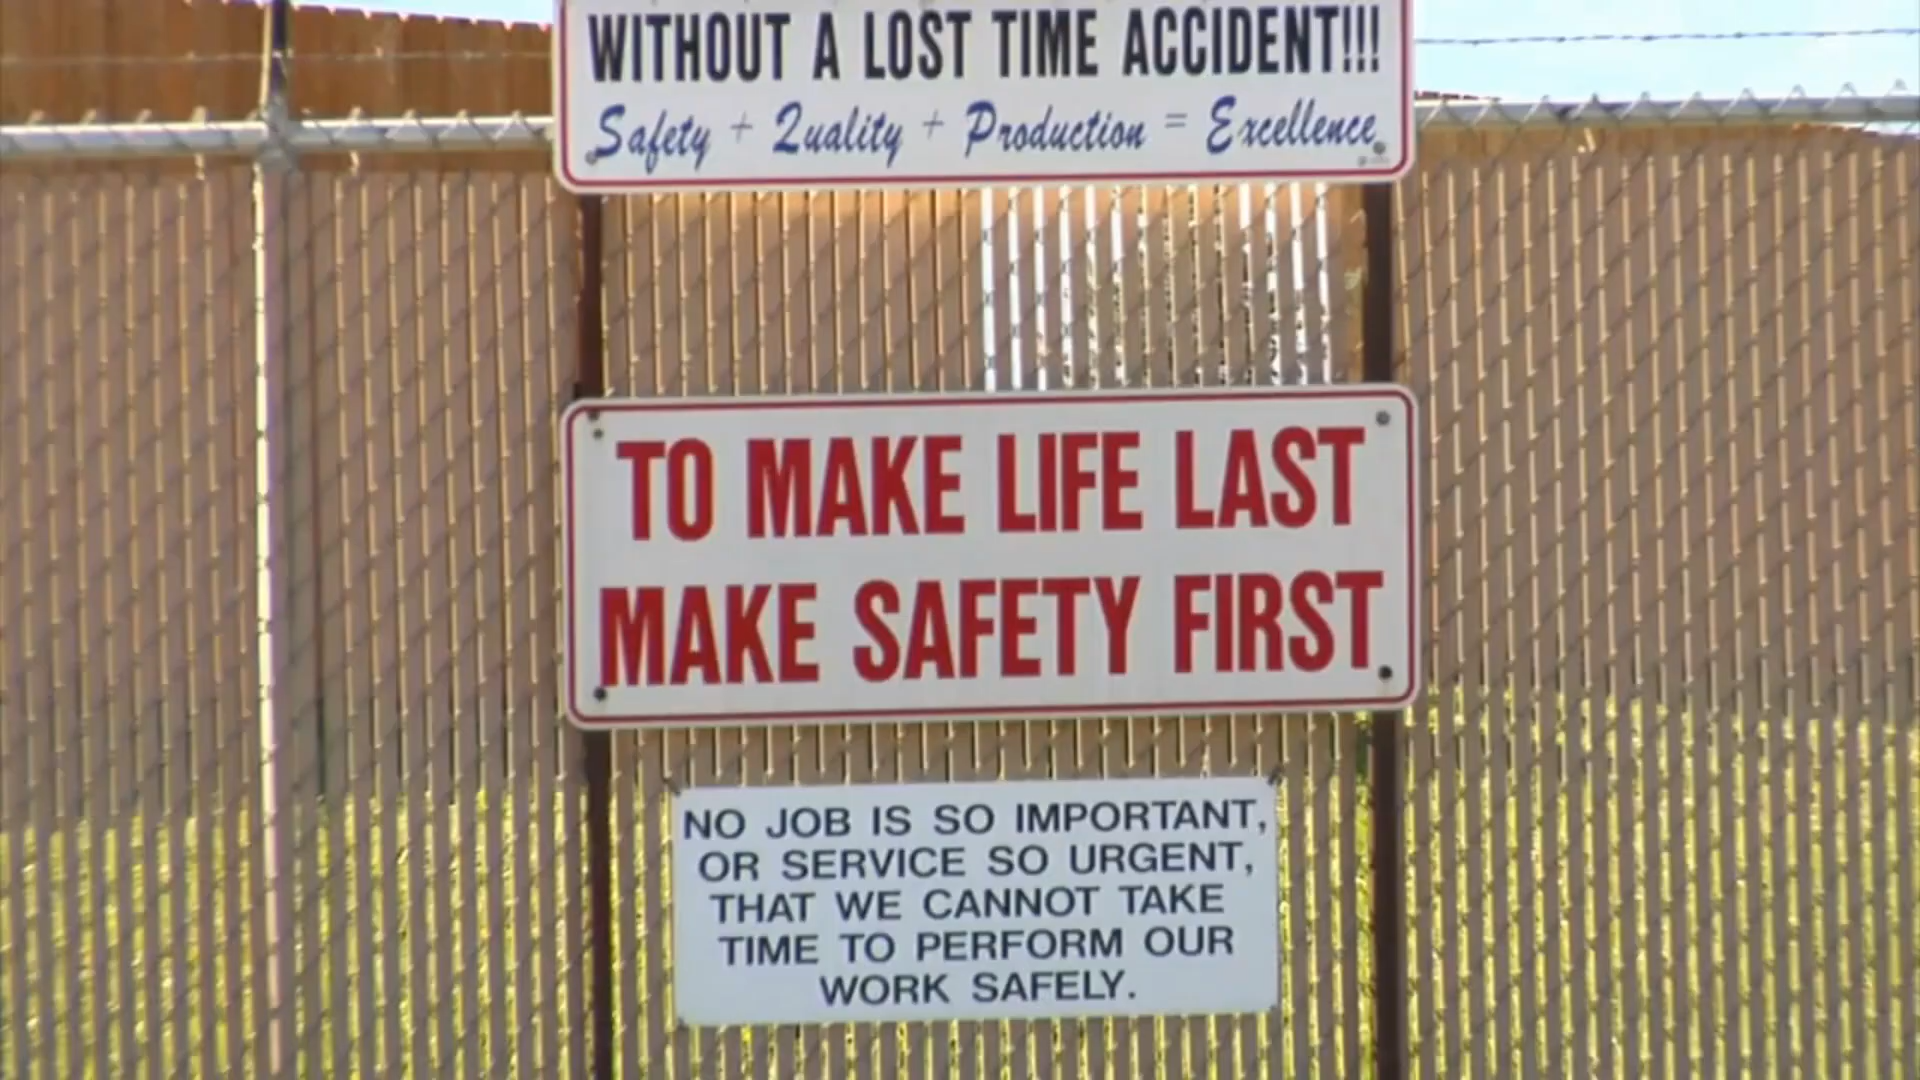 WITHOUT A LOST TIME ACCIDENT!!!
Safety + Quality + Production = Excellence
TO MAKE LIFE LAST
MAKE SAFETY FIRST
NO JOB IS SO IMPORTANT,
OR SERVICE SO URGENT,
THAT WE CANNOT TAKE
TIME TO PERFORM OUR
WORK SAFELY.